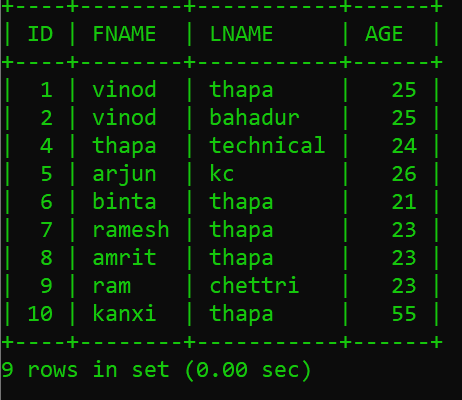 +----+--------+-----------+------+
| ID | FNAME  | LNAME     | AGE  |
+----+--------+-----------+------+
|  1 | vinod  | thapa     |   25 |
|  2 | vinod  | bahadur   |   25 |
|  4 | thapa  | technical |   24 |
|  5 | arjun  | kc        |   26 |
|  6 | binta  | thapa     |   21 |
|  7 | ramesh | thapa     |   23 |
|  8 | amrit  | thapa     |   23 |
|  9 | ram    | chettri   |   23 |
| 10 | kanxi  | thapa     |   55 |
+----+--------+-----------+------+
9 rows in set (0.00 sec)